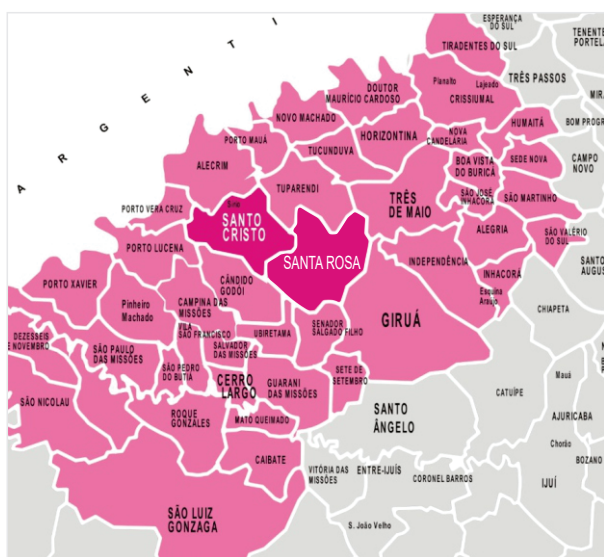 ESPERANÇA
DO SUL
TIRADENTES DO SUL
TENENTE
PORTELA
TRÊS PASSOS
Planalto
Lajeado
CRISSIUMAL
MIRA
DOUTOR
MAURÍCIO CARDOSO
NOVO MACHADO
HORIZONTINA
NOVA
CANDELÁRIA
HUMAITÁ
BOM PROGR
ARGENTI
PORTO MAUÁ
TUCUNDUVA
BOA VISTA
DO BURICÁ
SEDE NOVA
CAMPO
NOVO
ALECRIM
TUPARENDI
TRÊS
DE MAIO
SÃO JOSÉ
INHACORÁ
SÃO MARTINHO
PORTO VERA CRUZ
SANTO
CRISTO
SANTA ROSA
ALEGRIA
SÃO VALÉRIO
DO SUL
PORTO LUCENA
INDEPENDÊNCIA
SANTO
AUGUS
INHACORÁ
PORTO XAVIER
CÂNDIDO
GODÓI
Esquina
Araújo
CHIAPETA
Pinheiro
Machado
CAMPINA DAS
MISSÕES
GIRUÁ
DEZESSEIS
E NOVEMBRO
VILA
SÃO FRANCISCO
UBIRETAMA
SENADOR
SALGADO FILHO
SÃO PAULO
DAS MISSÕES
SALVADOR
DAS MISSÕES
SÃO PEDRO
DO BUTIA
CERRO
LARGO
GUARANI
DAS MISSÕES
SETE DE
SETEMBRO
CATUÍPE
Mauá
SÃO NICOLAU
ROQUE
GONZALES
MATO QUEIMADO
SANTO
ÂNGELO
AJURICABA
Chorão
CAIBATE
VITÓRIA DAS
MISSÕES
ENTRE-IJUÍS
CORONEL BARROS
IJUÍ
BOZANO
SÃO LUIZ
GONZAGA
S. João Velho